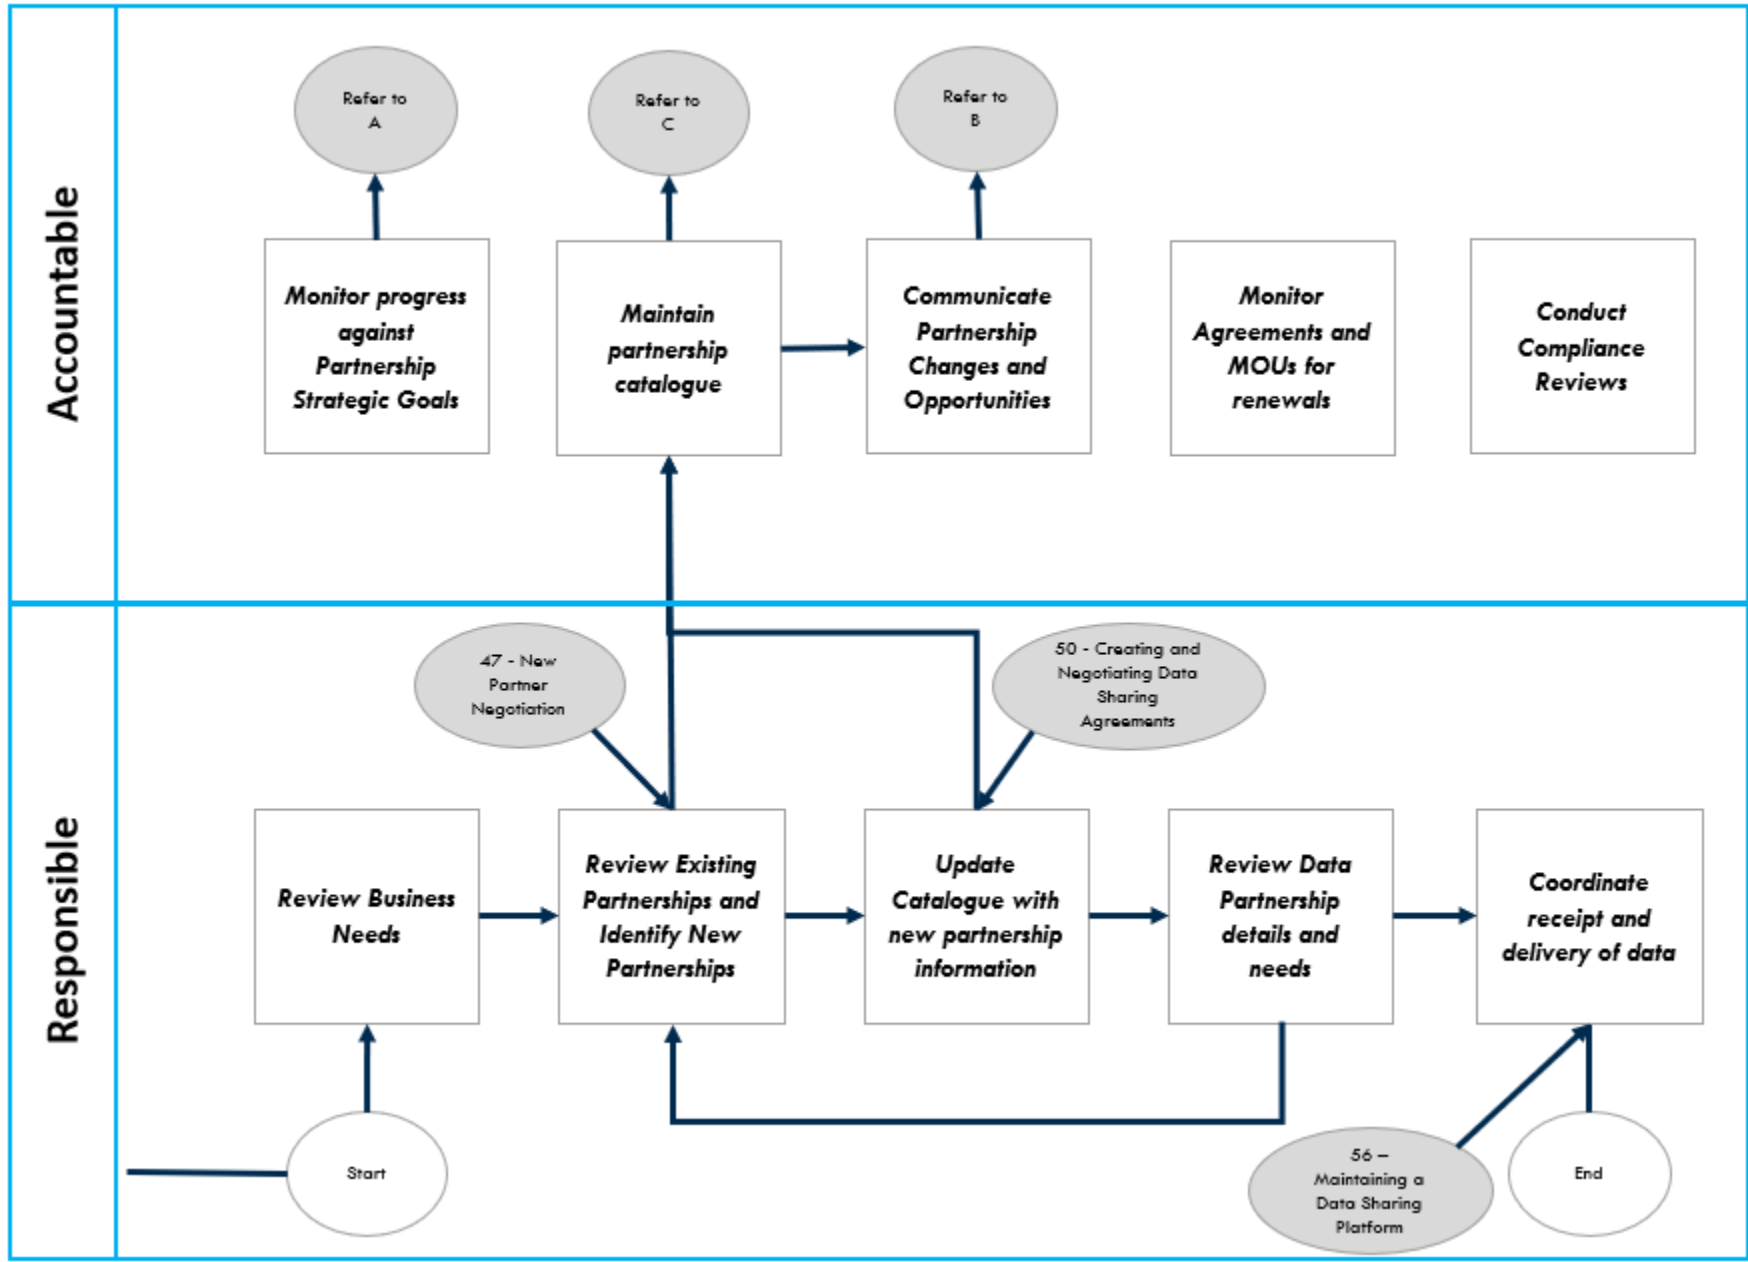 Accountable
Refer to
A
Refer to
C
Refer to
B
Monitor progress
against
Partnership
Strategic Goals
Maintain
partnership
catalogue
Communicate
Partnership
Changes and
Opportunities
Monitor
Agreements and
MOUs for
renewals
Conduct
Compliance
Reviews
Responsible
47 - New
Partner
Negotiation
50 - Creating and
Negotiating Data
Sharing
Agreements
Review Business
Needs
Review Existing
Partnerships and
Identify New
Partnerships
Update
Catalogue with
new partnership
information
Review Data
Partnership
details and
needs
Coordinate
receipt and
delivery of data
Start
56 –
Maintaining a
Data Sharing
Platform
End